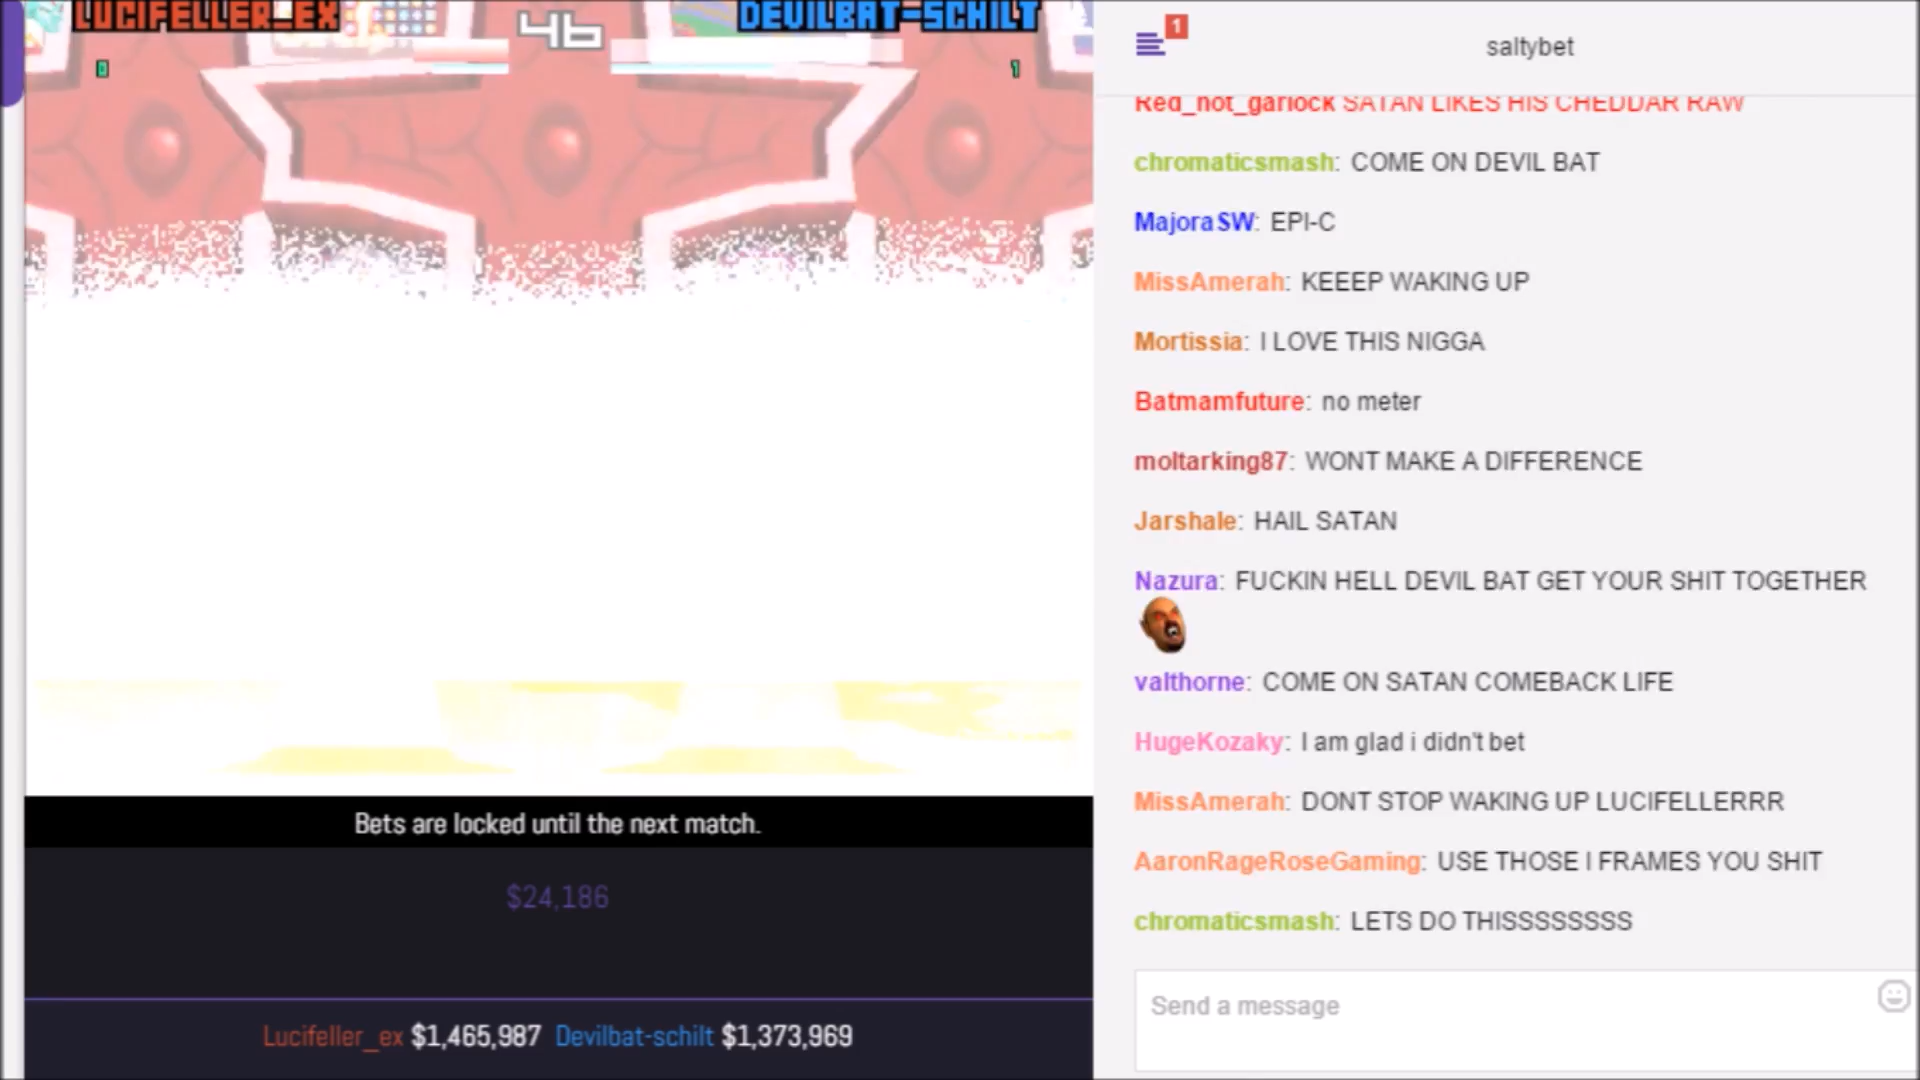 LUCIFELLER_EX
46
DEVILBAT-SCHILT
0
1
Bets are locked until the next match.
$24,186
Lucifeller_ex $1,465,987 Devilbat-schilt $1,373,969
1
saltybet
Red_hot_garlock SATAN LIKES HIS CHEDDAR RAW
chromaticsmash: COME ON DEVIL BAT
MajoraSW: EPI-C
MissAmerah: KEEEP WAKING UP
Mortissia: I LOVE THIS NIGGA
Batmamfuture: no meter
moltarking87: WONT MAKE A DIFFERENCE
Jarshale: HAIL SATAN
Nazura: FUCKIN HELL DEVIL BAT GET YOUR SHIT TOGETHER
valthorne: COME ON SATAN COMEBACK LIFE
HugeKozaky: I am glad i didn't bet
MissAmerah: DONT STOP WAKING UP LUCIFELLERRR
AaronRageRoseGaming: USE THOSE I FRAMES YOU SHIT
chromaticsmash: LETS DO THISSSSSSSS
Send a message